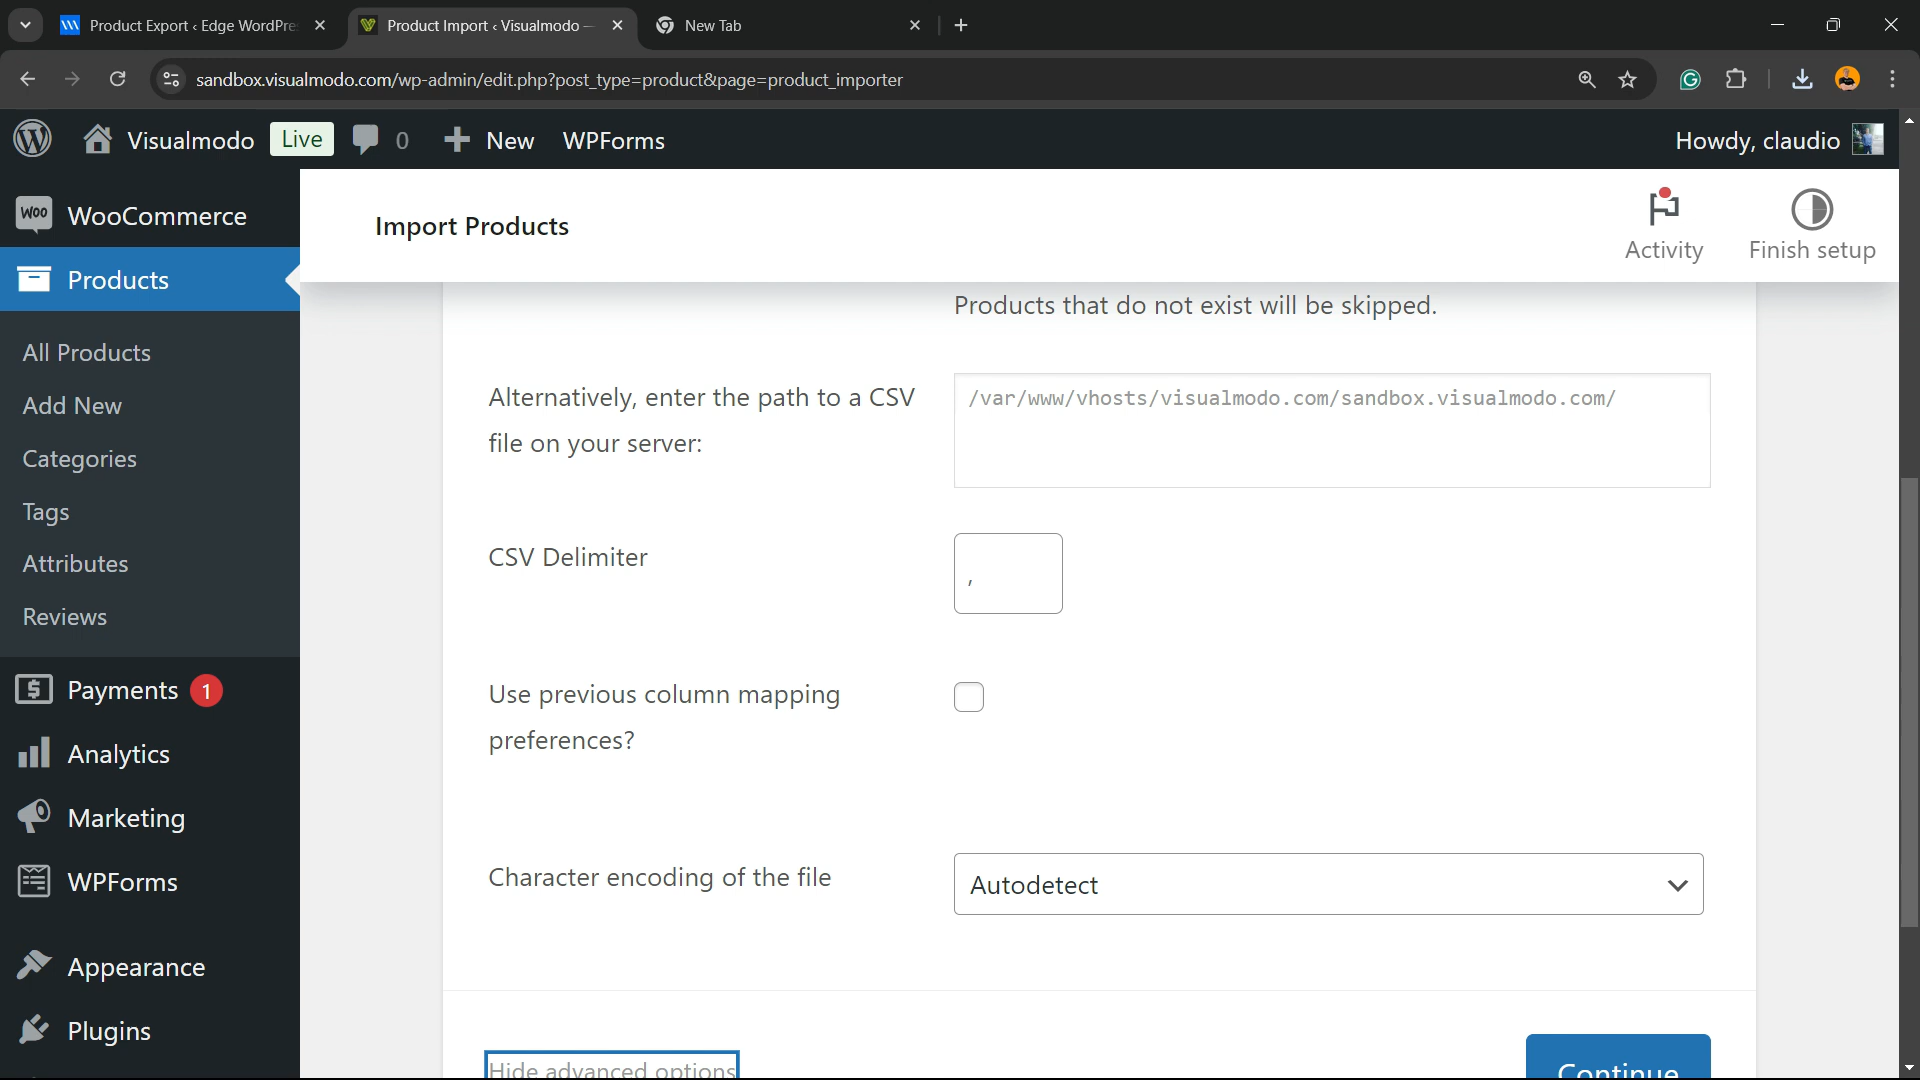 Product Export ‹ Edge WordPre
Product Import ‹ Visualmodo —
New Tab
sandbox.visualmodo.com/wp-admin/edit.php?post_type=product&page=product_importer
Visualmodo
Live
0
New
WPForms
Howdy, claudio
Woo
WooCommerce
Products
All Products
Add New
Categories
Tags
Attributes
Reviews
Payments
1
Analytics
Marketing
WPForms
Appearance
Plugins
Import Products
Activity
Finish setup
Products that do not exist will be skipped.
Alternatively, enter the path to a CSV
file on your server:
/var/www/vhosts/visualmodo.com/sandbox.visualmodo.com/
CSV Delimiter
,
Use previous column mapping
preferences?
Character encoding of the file
Autodetect
Hide advanced options
Continue